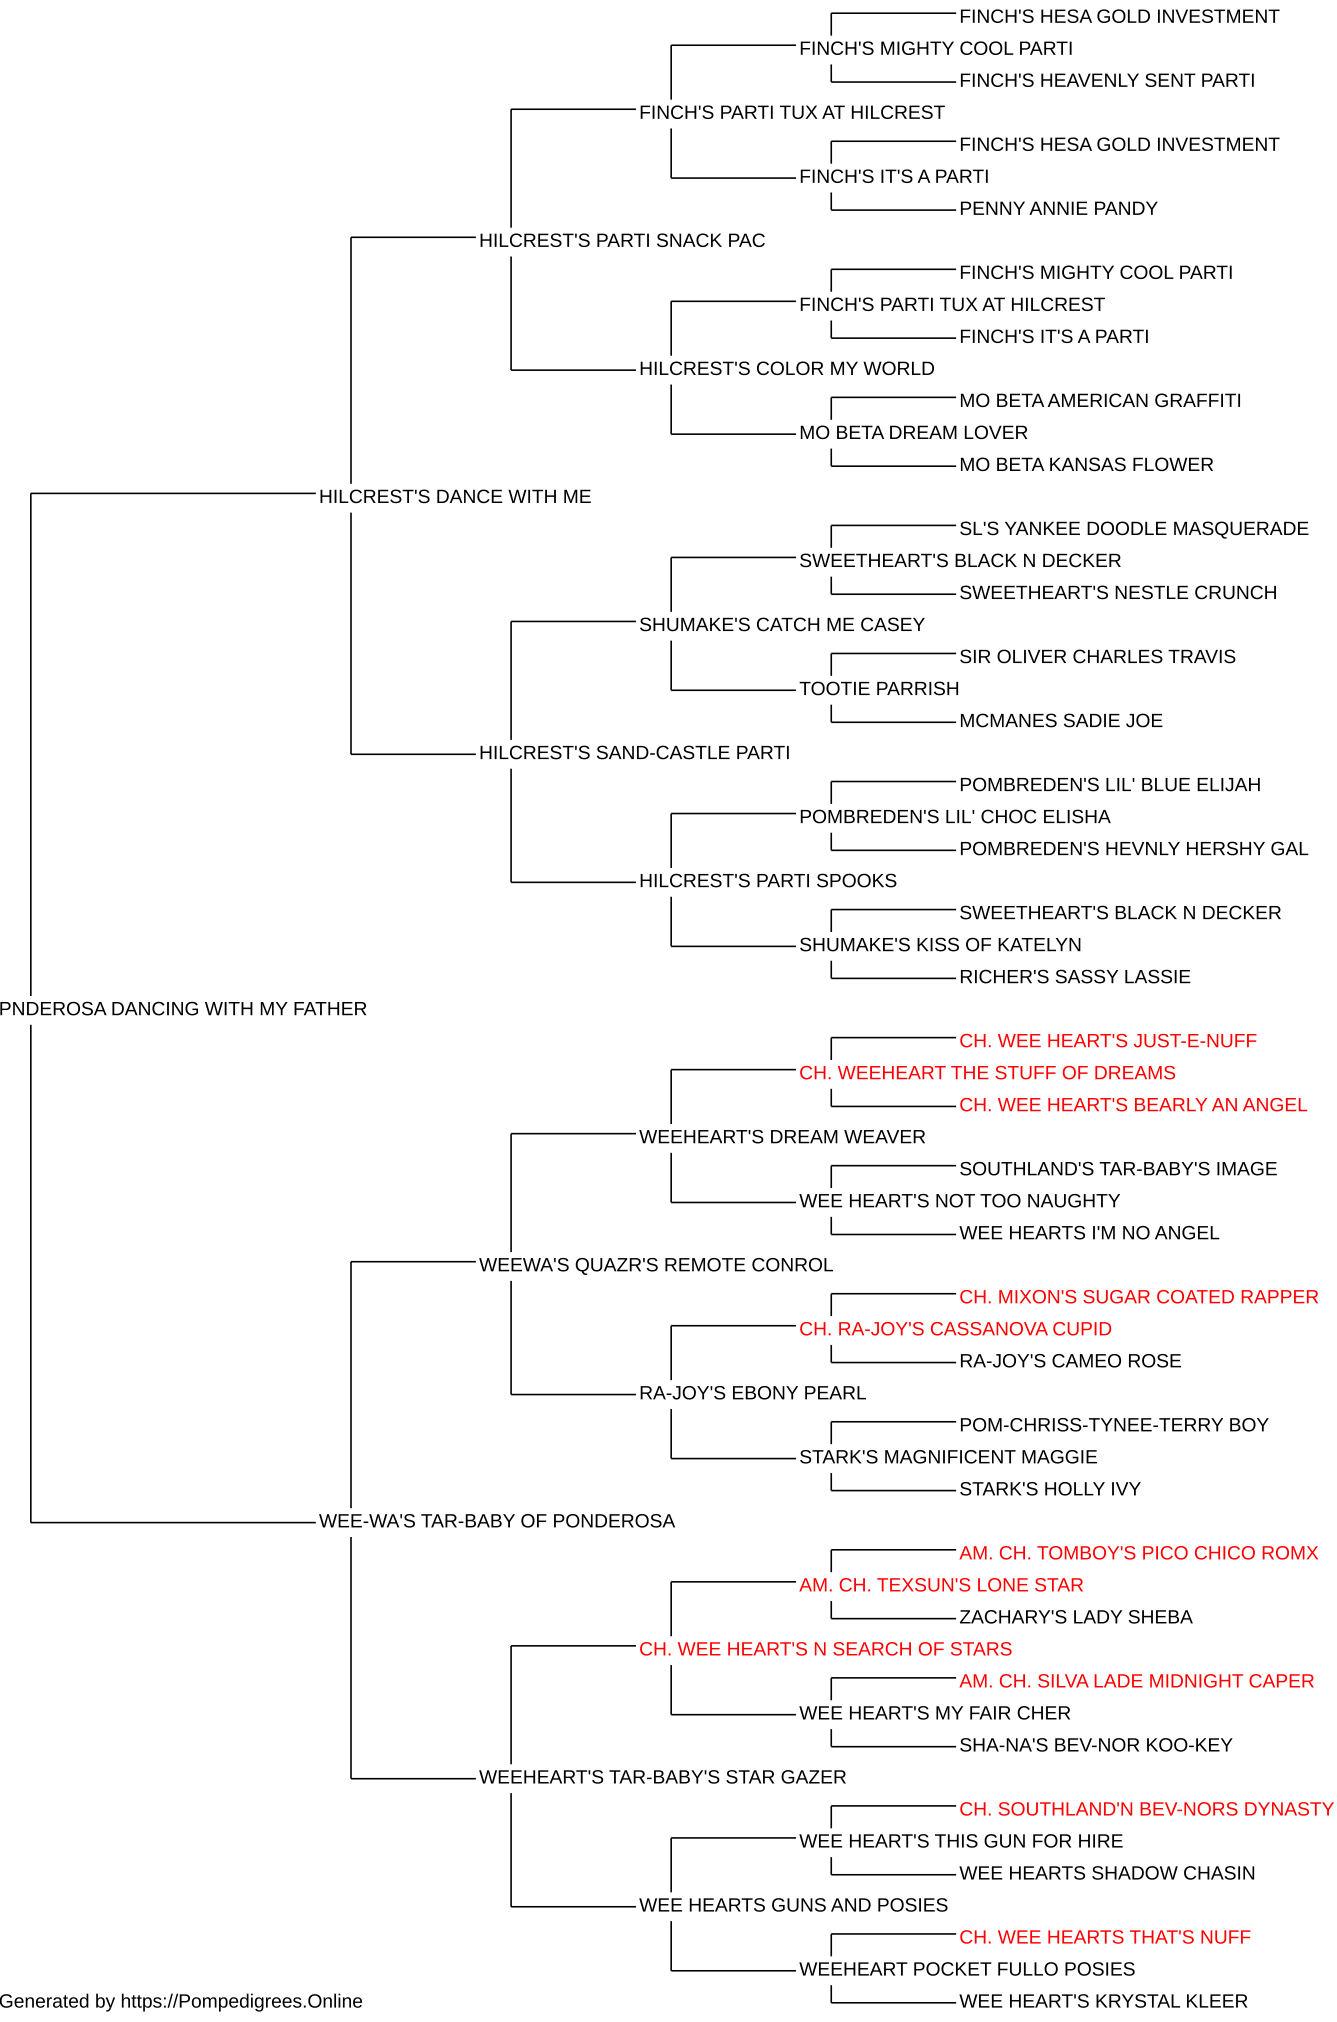 FINCH'S HESA GOLD INVESTMENT
FINCH'S MIGHTY COOL PARTI
FINCH'S HEAVENLY SENT PARTI
FINCH'S PARTI TUX AT HILCREST
FINCH'S HESA GOLD INVESTMENT
FINCH'S IT'S A PARTI
PENNY ANNIE PANDY
HILCREST'S PARTI SNACK PAC
FINCH'S MIGHTY COOL PARTI
FINCH'S PARTI TUX AT HILCREST
FINCH'S IT'S A PARTI
HILCREST'S COLOR MY WORLD
MO BETA AMERICAN GRAFFITI
MO BETA DREAM LOVER
MO BETA KANSAS FLOWER
HILCREST'S DANCE WITH ME
SL'S YANKEE DOODLE MASQUERADE
SWEETHEART'S BLACK N DECKER
SWEETHEART'S NESTLE CRUNCH
SHUMAKE'S CATCH ME CASEY
SIR OLIVER CHARLES TRAVIS
TOOTIE PARRISH
MCMANES SADIE JOE
HILCREST'S SAND-CASTLE PARTI
POMBREDEN'S LIL' BLUE ELIJAH
POMBREDEN'S LIL' CHOC ELISHA
POMBREDEN'S HEVNLY HERSHY GAL
HILCREST'S PARTI SPOOKS
SWEETHEART'S BLACK N DECKER
SHUMAKE'S KISS OF KATELYN
RICHER'S SASSY LASSIE
PNDEROSA DANCING WITH MY FATHER
CH. WEE HEART'S JUST-E-NUFF
CH. WEEHEART THE STUFF OF DREAMS
CH. WEE HEART'S BEARLY AN ANGEL
WEEHEART'S DREAM WEAVER
SOUTHLAND'S TAR-BABY'S IMAGE
WEE HEART'S NOT TOO NAUGHTY
WEE HEARTS I'M NO ANGEL
WEEWA'S QUAZR'S REMOTE CONROL
CH. MIXON'S SUGAR COATED RAPPER
CH. RA-JOY'S CASSANOVA CUPID
RA-JOY'S CAMEO ROSE
RA-JOY'S EBONY PEARL
POM-CHRISS-TYNEE-TERRY BOY
STARK'S MAGNIFICENT MAGGIE
STARK'S HOLLY IVY
WEE-WA'S TAR-BABY OF PONDEROSA
AM. CH. TOMBOY'S PICO CHICO ROMX
AM. CH. TEXSUN'S LONE STAR
ZACHARY'S LADY SHEBA
CH. WEE HEART'S N SEARCH OF STARS
AM. CH. SILVA LADE MIDNIGHT CAPER
WEE HEART'S MY FAIR CHER
SHA-NA'S BEV-NOR KOO-KEY
WEEHEART'S TAR-BABY'S STAR GAZER
CH. SOUTHLAND'N BEV-NORS DYNASTY
WEE HEART'S THIS GUN FOR HIRE
WEE HEARTS SHADOW CHASIN
WEE HEARTS GUNS AND POSIES
CH. WEE HEARTS THAT'S NUFF
WEEHEART POCKET FULLO POSIES
WEE HEART'S KRYSTAL KLEER
Generated by https://Pompedigrees.Online